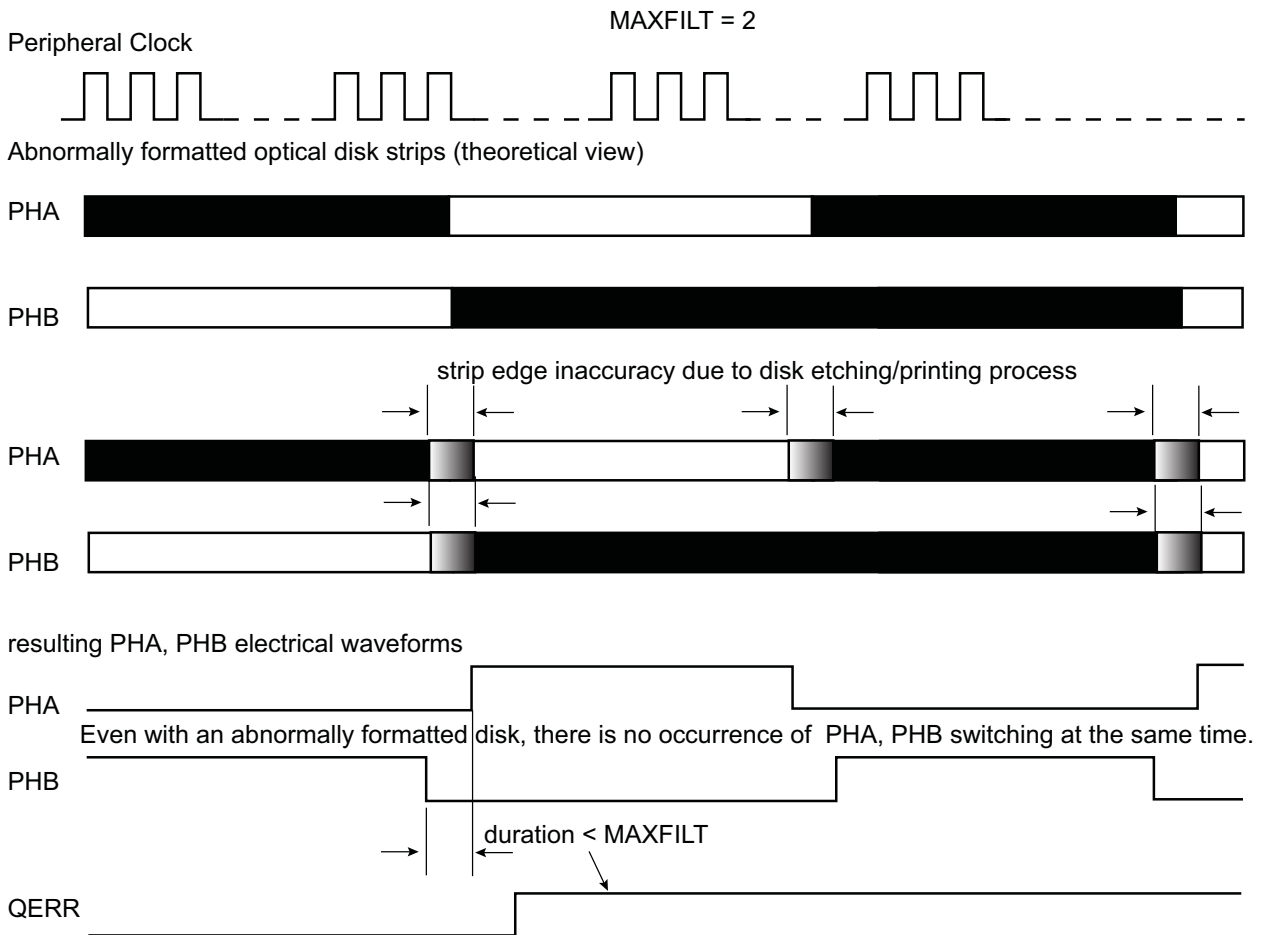 MAXFILT = 2
Peripheral Clock
Abnormally formatted optical disk strips (theoretical view)
PHA
PHB
strip edge inaccuracy due to disk etching/printing process
PHA
PHB
resulting PHA, PHB electrical waveforms
PHA
Even with an abnormally formatted disk, there is no occurrence of PHA, PHB switching at the same time.
PHB
duration < MAXFILT
QERR